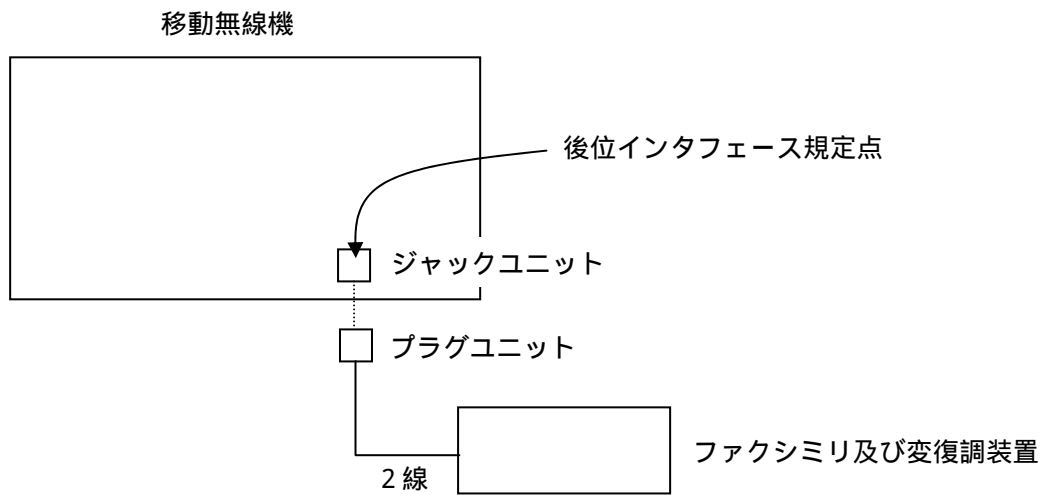 移動無線機
後位インタフェース規定点
ジャックユニット
プラグユニット
ファクシミリ及び変復調装置
2 線